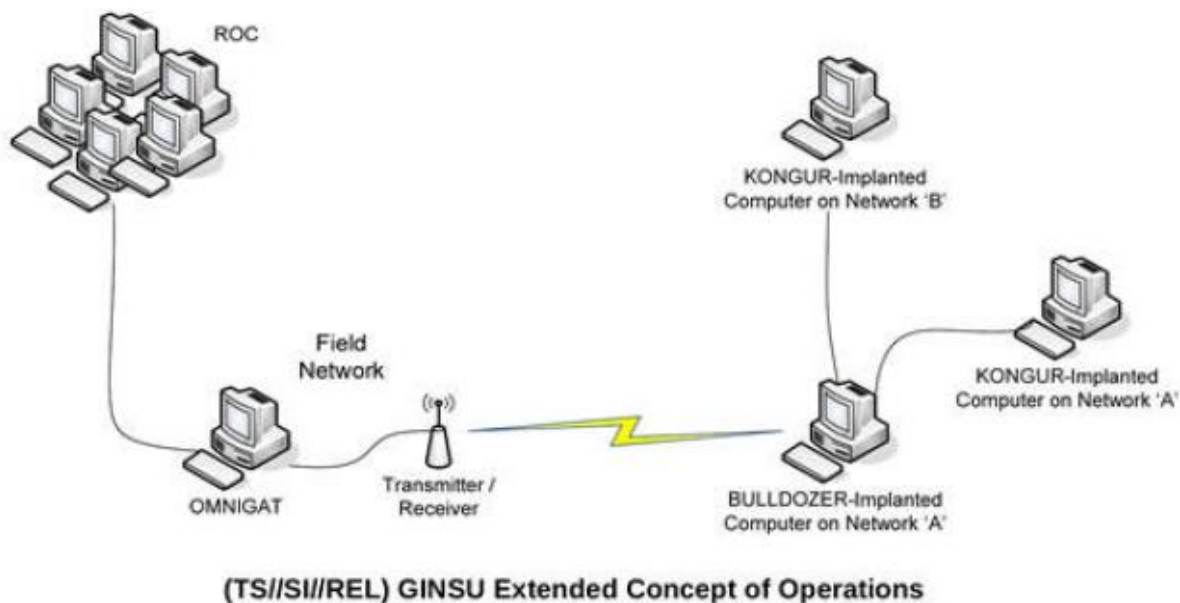 ROC
KONGUR-Implanted
Computer on Network 'B'
Field
Network
KONGUR-Implanted
Computer on Network 'A'
OMNIGAT
Transmitter /
Receiver
BULLDOZER-Implanted
Computer on Network 'A'
(TS//SI//REL) GINSU Extended Concept of Operations